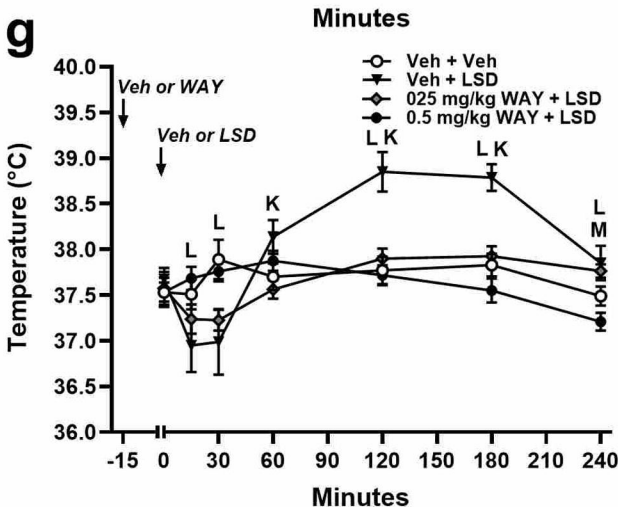 g
Minutes
Veh + Veh
Veh + LSD
025 mg/kg WAY + LSD
0.5 mg/kg WAY + LSD
Veh or WAY
Veh or LSD
L K
L K
K
L
L
L
M
Temperature (°C)
40.0
39.5
39.0
38.5
38.0
37.5
37.0
36.5
36.0
-15 0 30 60 90 120 150 180 210 240
Minutes